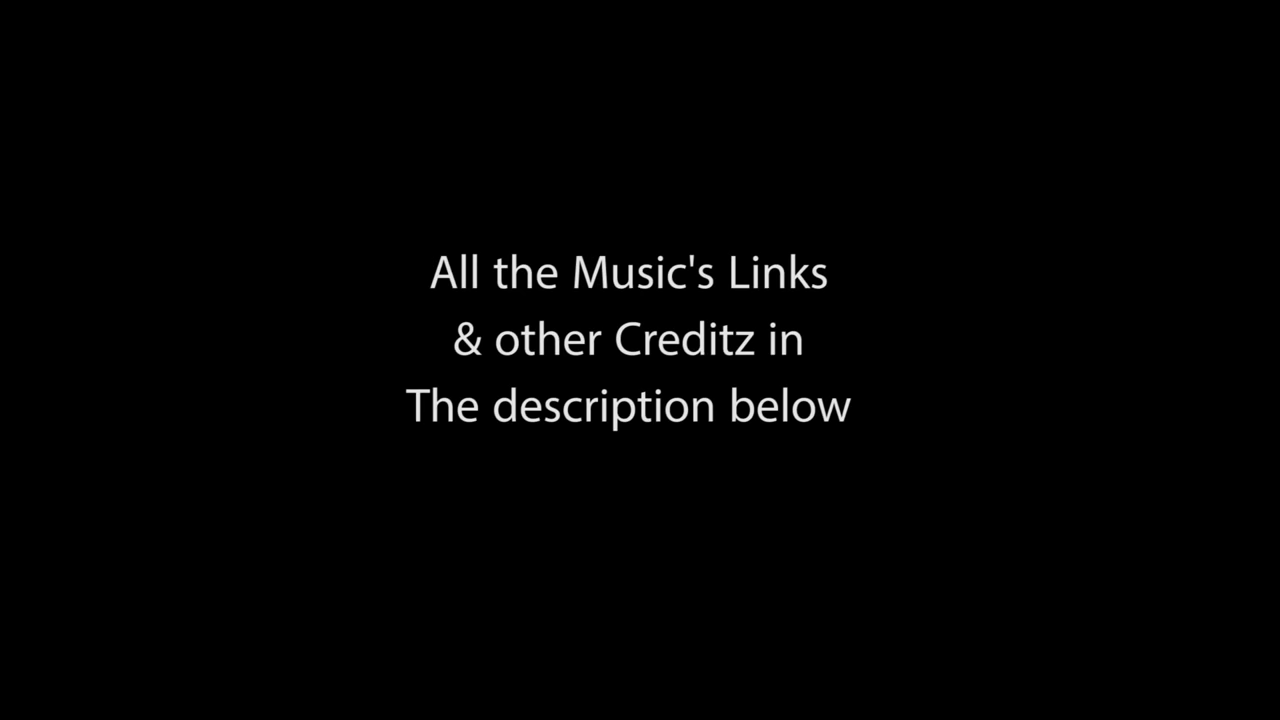 All the Music's Links
& other Creditz in
The description below